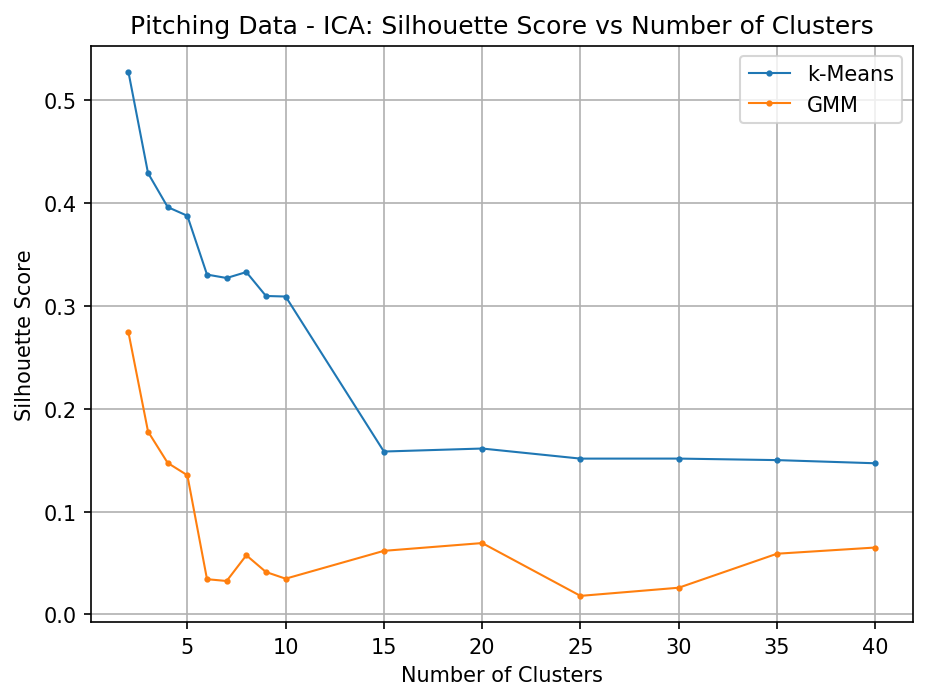 Pitching Data - ICA: Silhouette Score vs Number of Clusters
k-Means
GMM
Silhouette Score
0.5
0.4
0.3
0.2
0.1
0.0
5 10 15 20 25 30 35 40
Number of Clusters